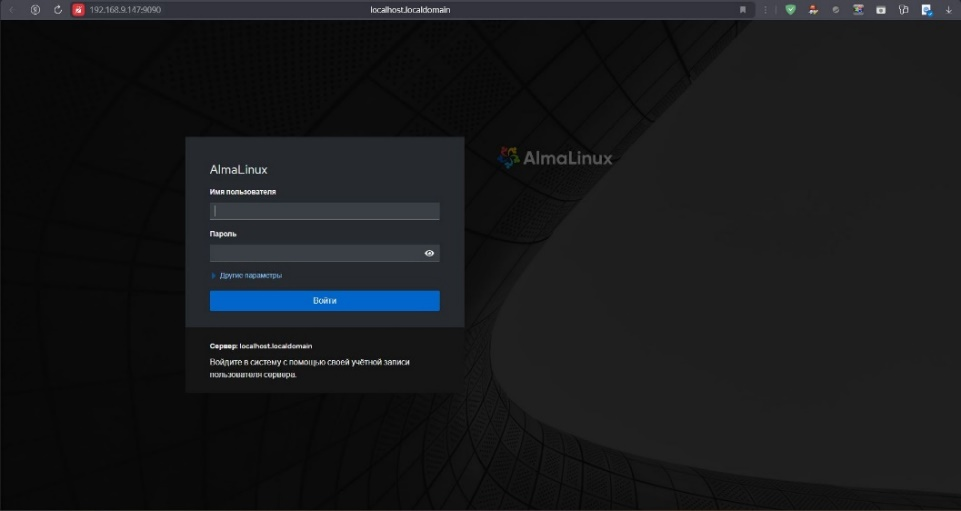 192.168.9.147:9090
localhost.localdomain
AlmaLinux
AlmaLinux
Имя пользователя
Пароль
Другие параметры
Войти
Сервер: localhost.localdomain
Войдите в систему с помощью своей учётной записи
пользователя сервера.